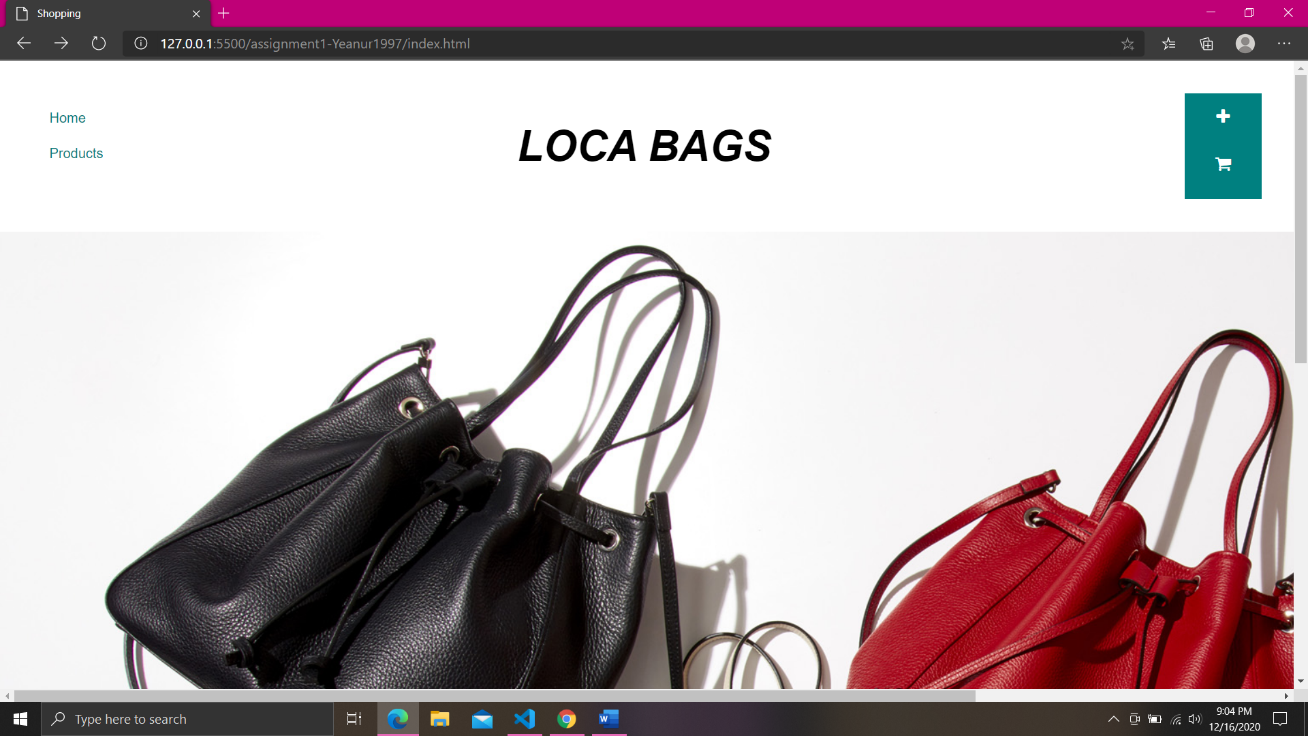 Shopping
127.0.0.1:5500/assignment1-Yeanur1997/index.html
Home
Products
LOCA BAGS
Type here to search
9:04 PM
12/16/2020